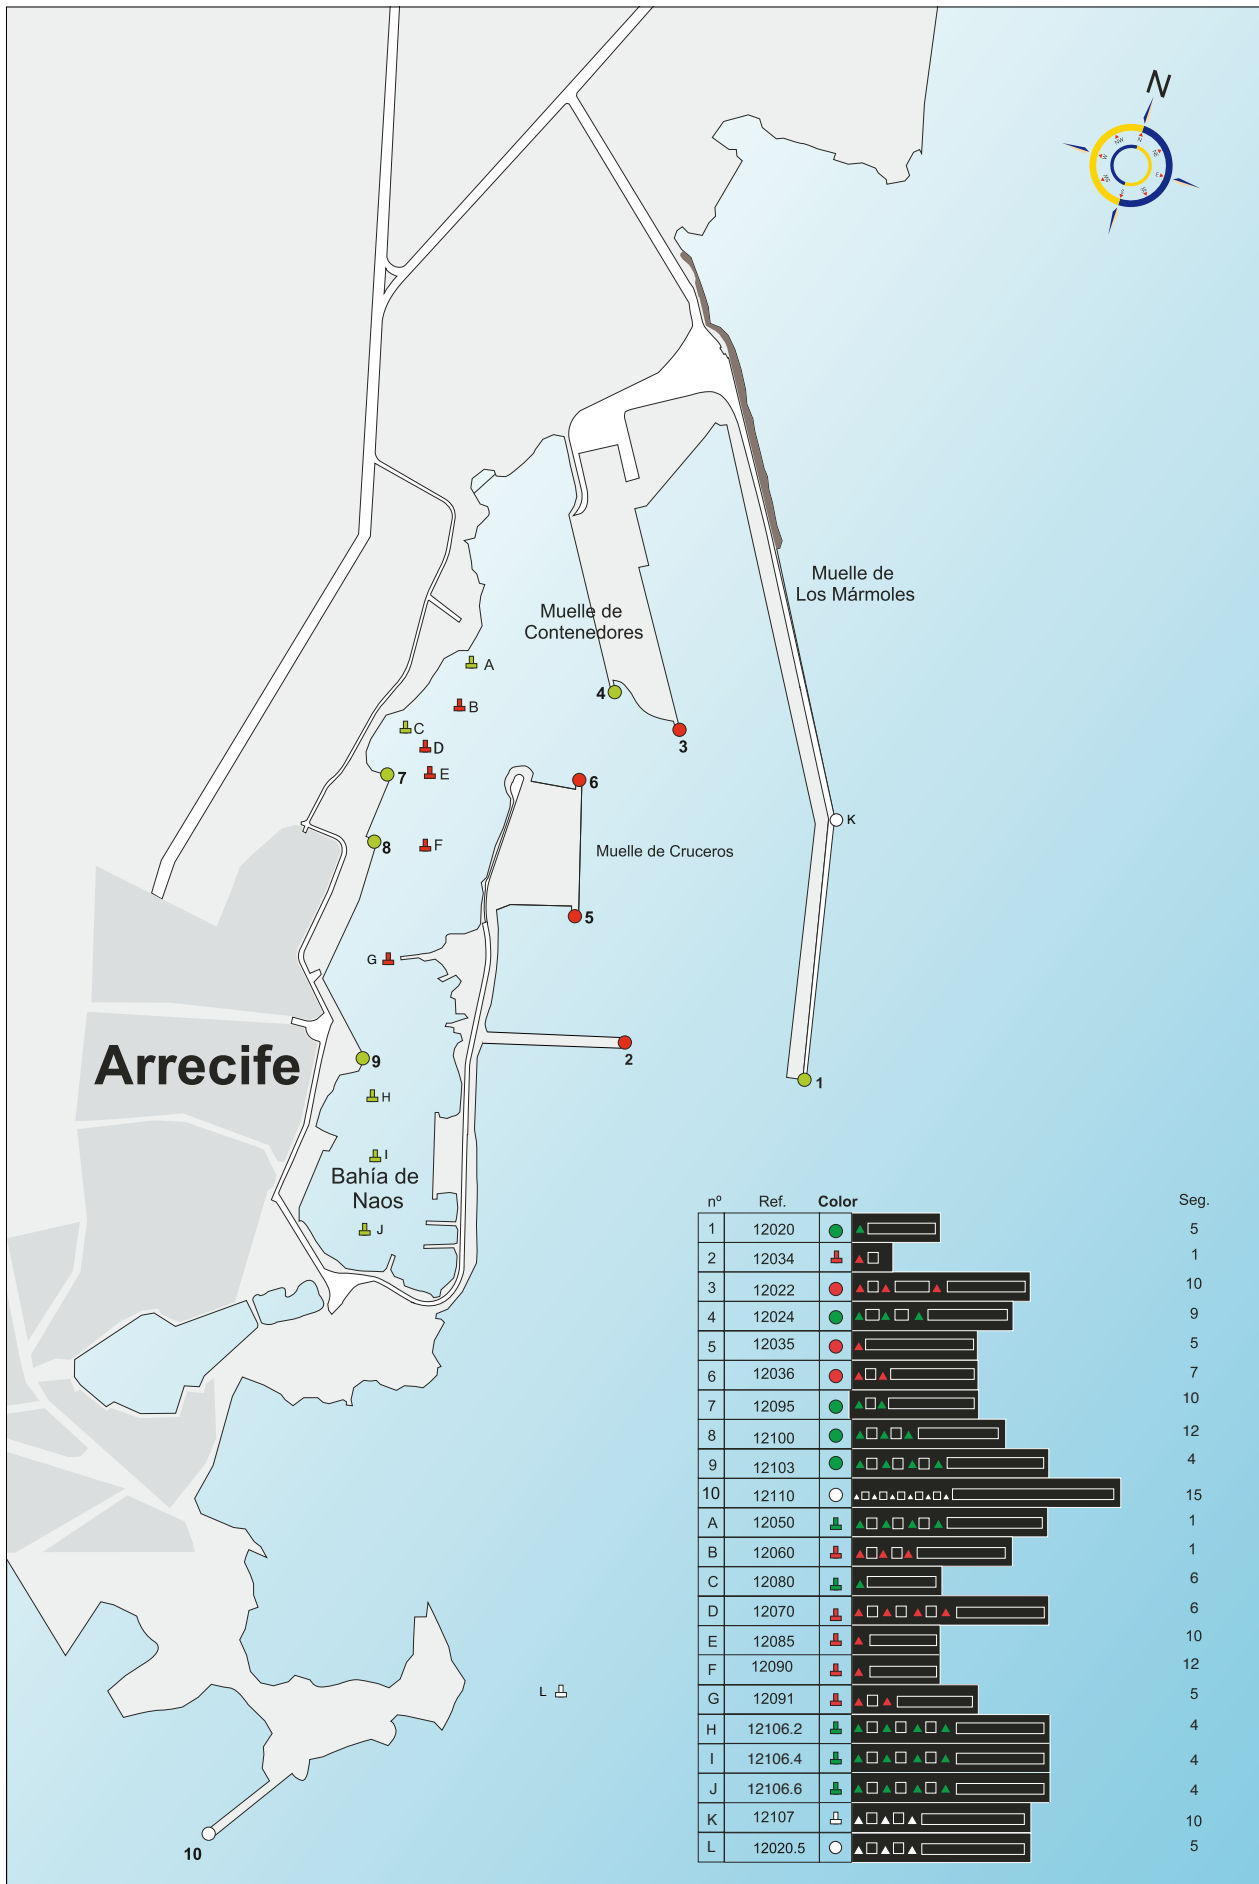 N
Muelle de
Los Mármoles
Muelle de
Contenedores
A
4
B
C
D
3
7
E
6
K
8
F
Muelle de Cruceros
5
G
Arrecife
9
2
1
H
I
Bahía de
Naos
J
L
10
nº Ref. Color Seg.
1 12020 5
2 12034 1
3 12022 10
4 12024 9
5 12035 5
6 12036 7
7 12095 10
8 12100 12
9 12103 4
10 12110 15
A 12050 1
B 12060 1
C 12080 6
D 12070 6
E 12085 10
F 12090 12
G 12091 5
H 12106.2 4
I 12106.4 4
J 12106.6 4
K 12107 10
L 12020.5 5